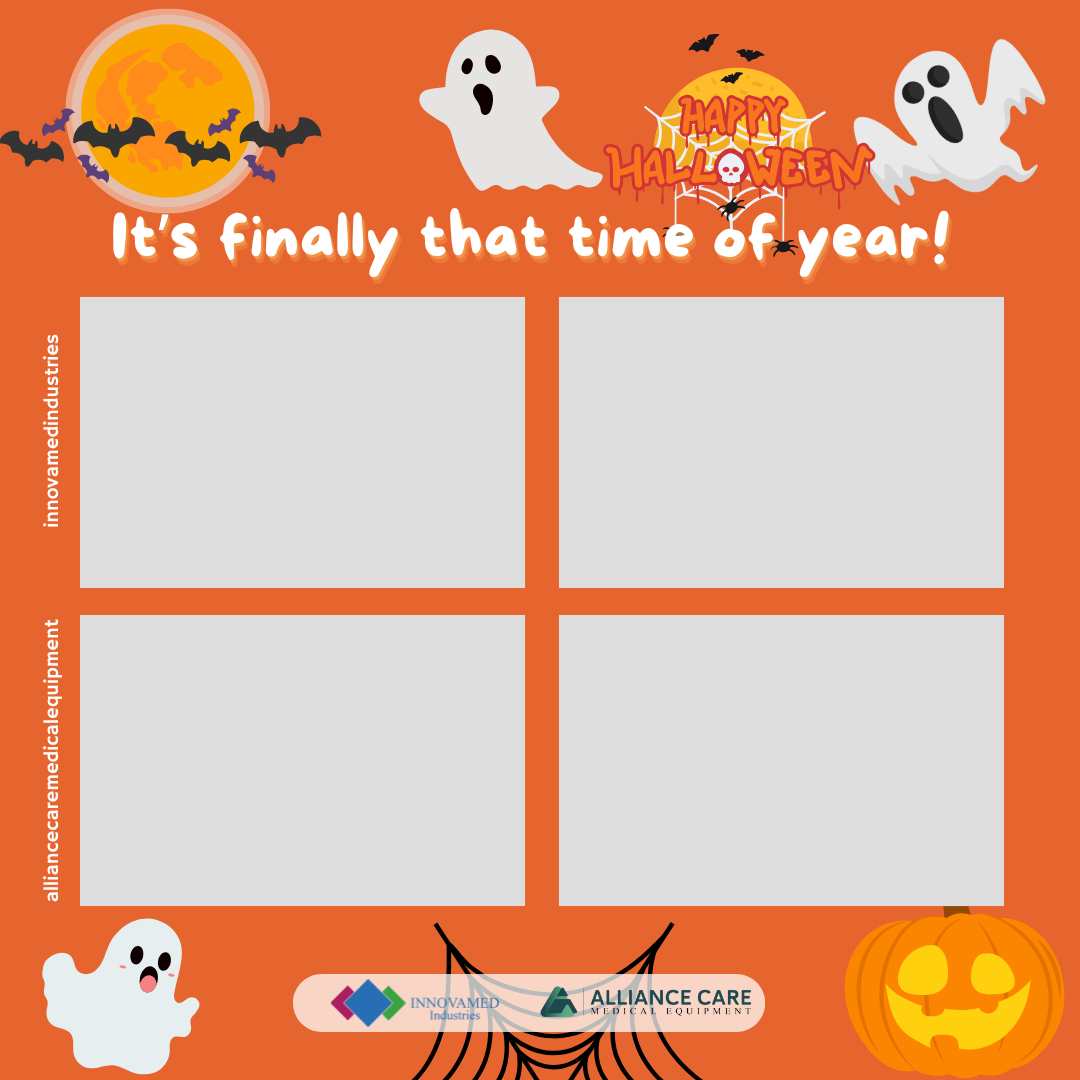 HAPPY
HALLOWEEN
It's finally that time of year!
innovamedindustries
alliancecaremedicalequipment
INNOVAMED
Industries
ALLIANCE CARE
MEDICAL EQUIPMENT